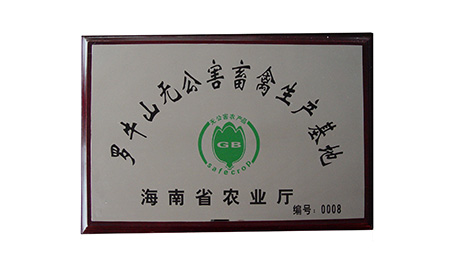 罗牛山无公害畜禽生产基地
无公害农产品
GB
safecrop
海南省农业厅
编号：0008